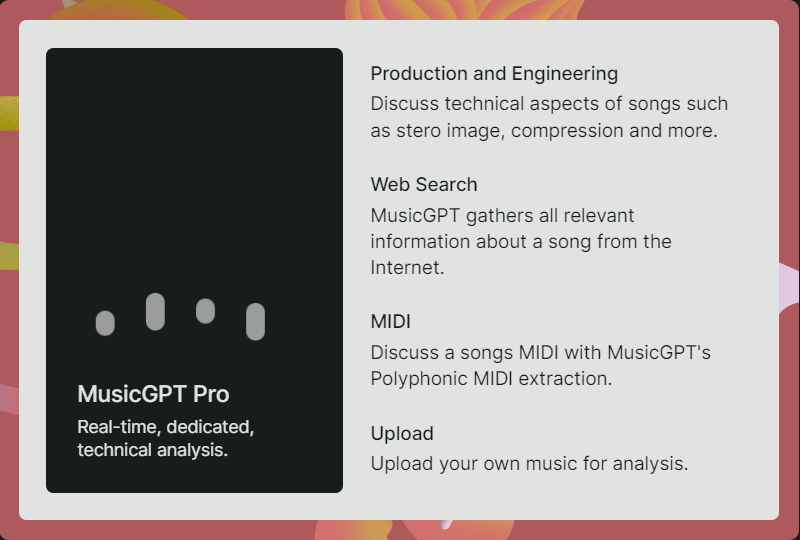 MusicGPT Pro
Real-time, dedicated,
technical analysis.
Production and Engineering
Discuss technical aspects of songs such
as stero image, compression and more.
Web Search
MusicGPT gathers all relevant
information about a song from the
Internet.
MIDI
Discuss a songs MIDI with MusicGPT's
Polyphonic MIDI extraction.
Upload
Upload your own music for analysis.